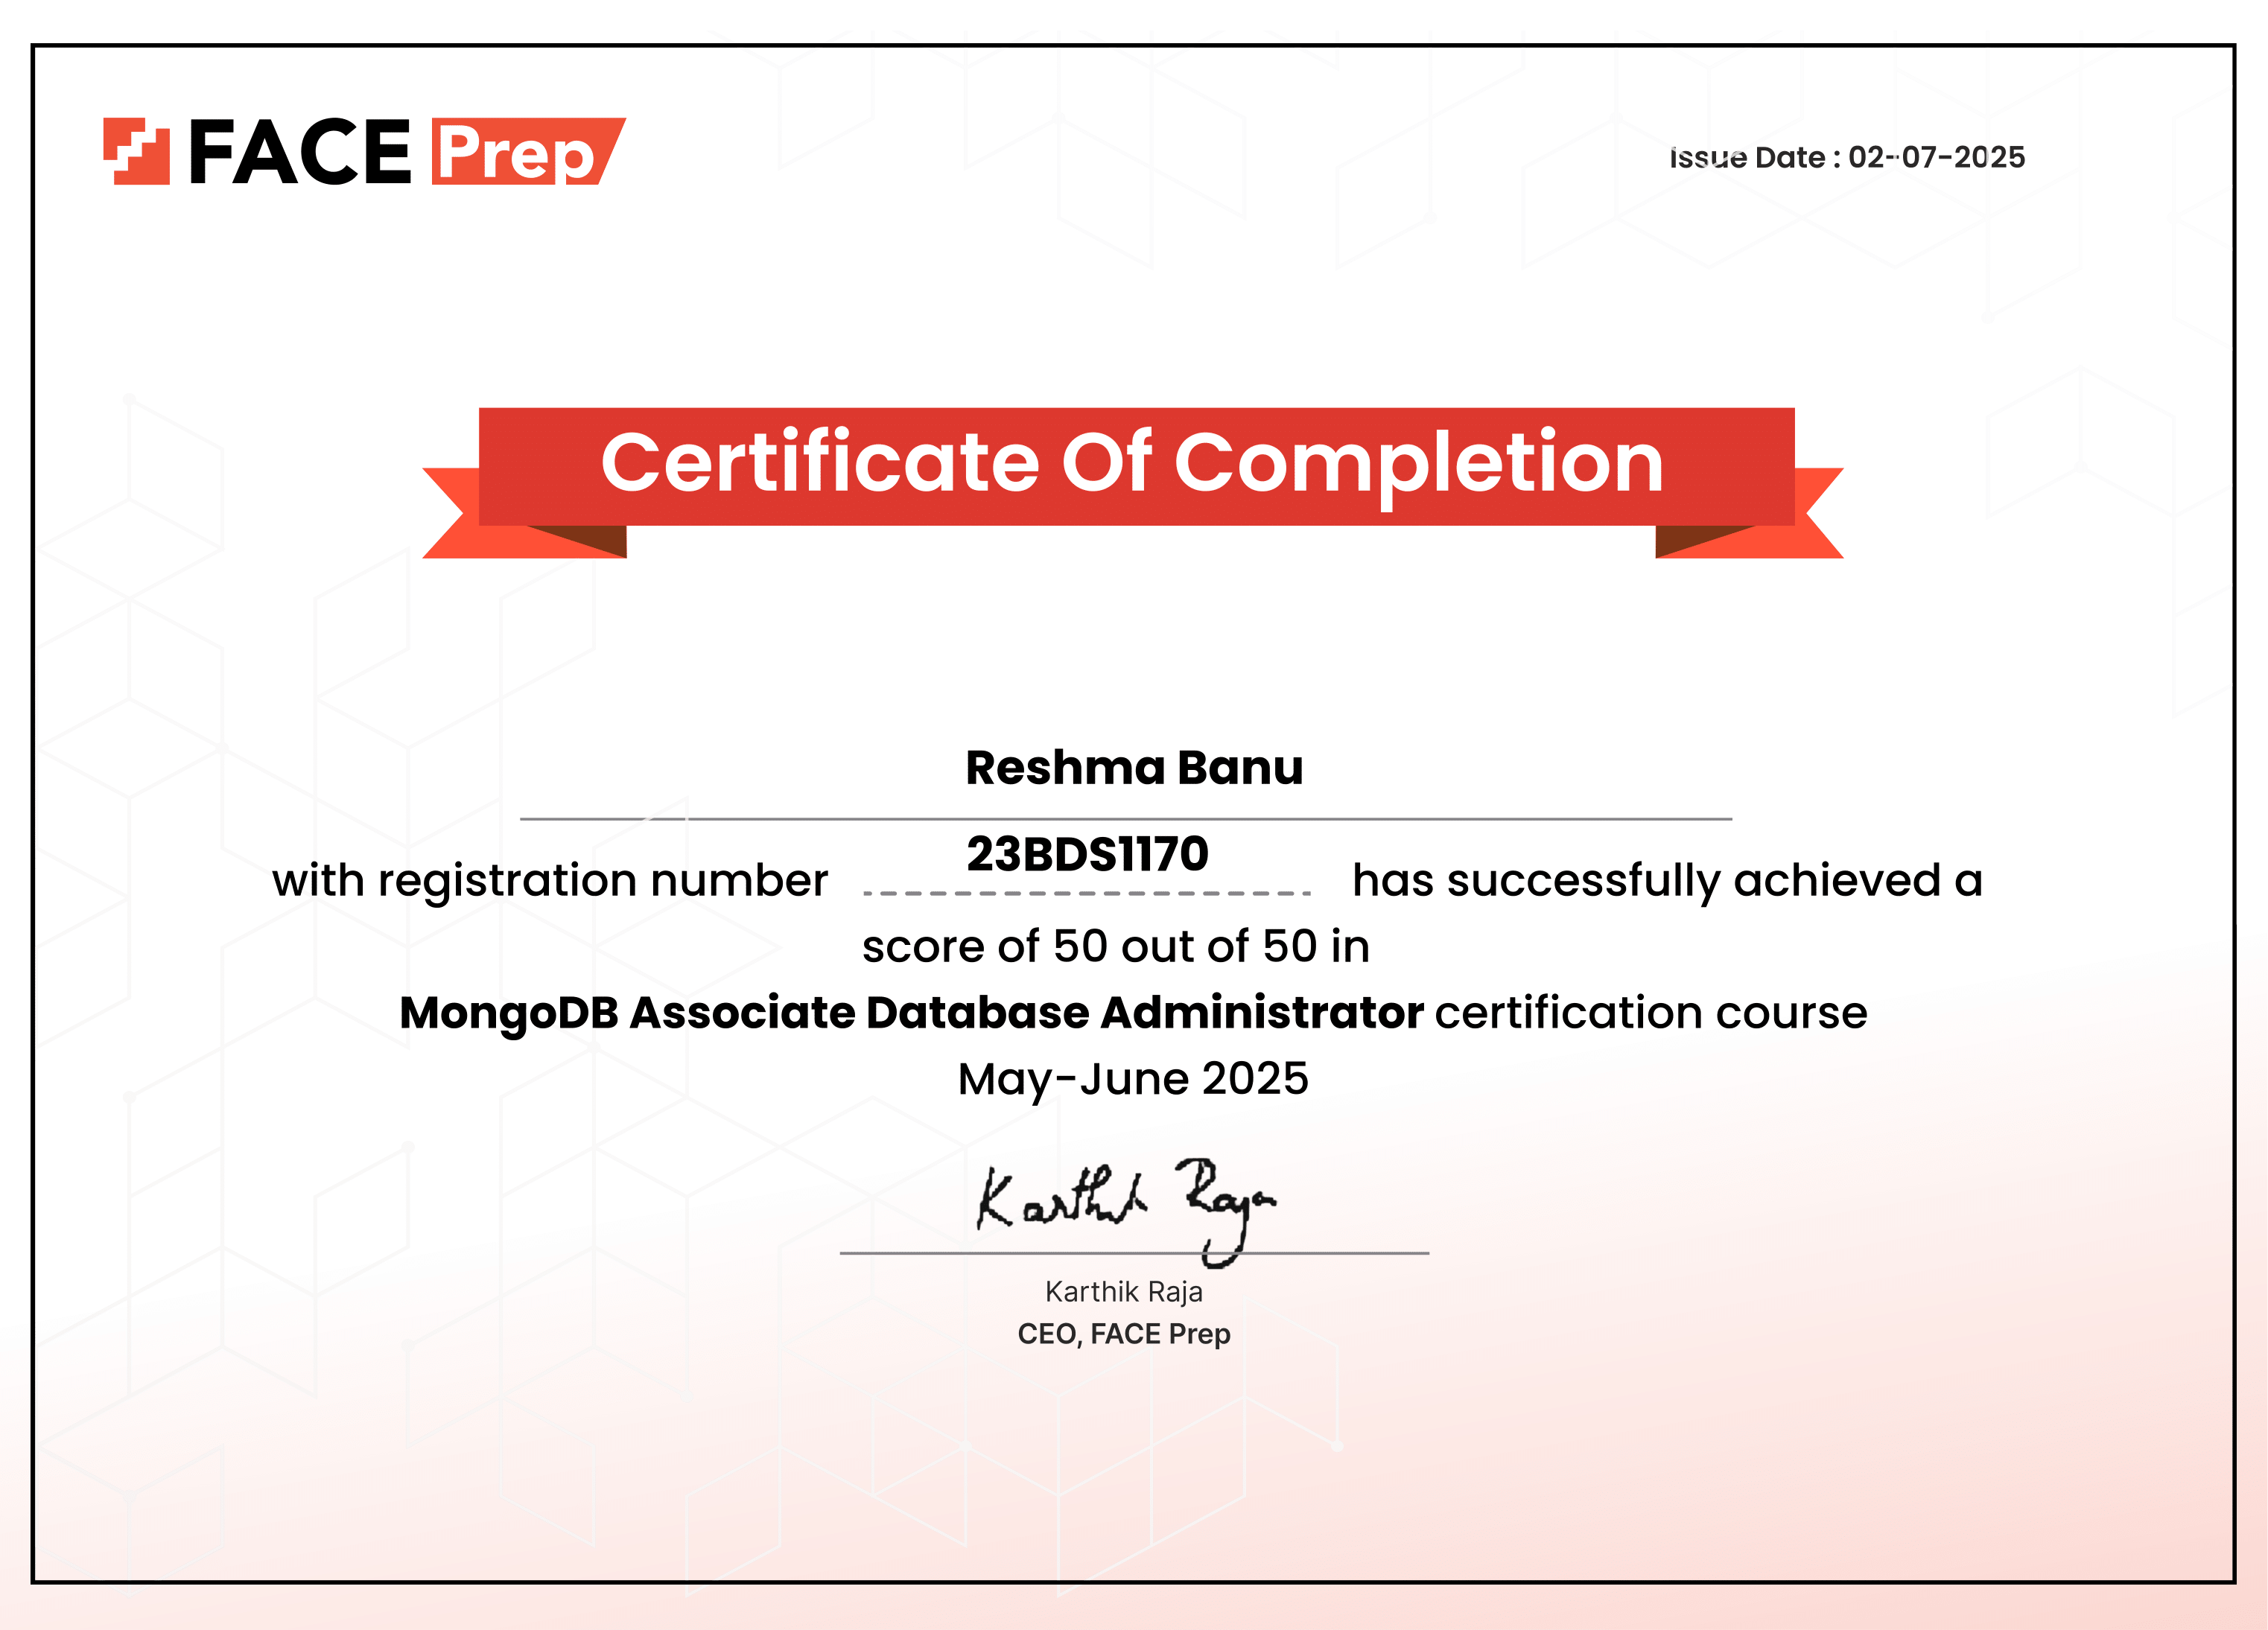 FACE Prep
Issue Date : 02-07-2025
Certificate Of Completion
Reshma Banu
23BDS1170
with registration number has successfully achieved a
score of 50 out of 50 in
MongoDB Associate Database Administrator certification course
May-June 2025
Karthik Raja
Karthik Raja
CEO, FACE Prep